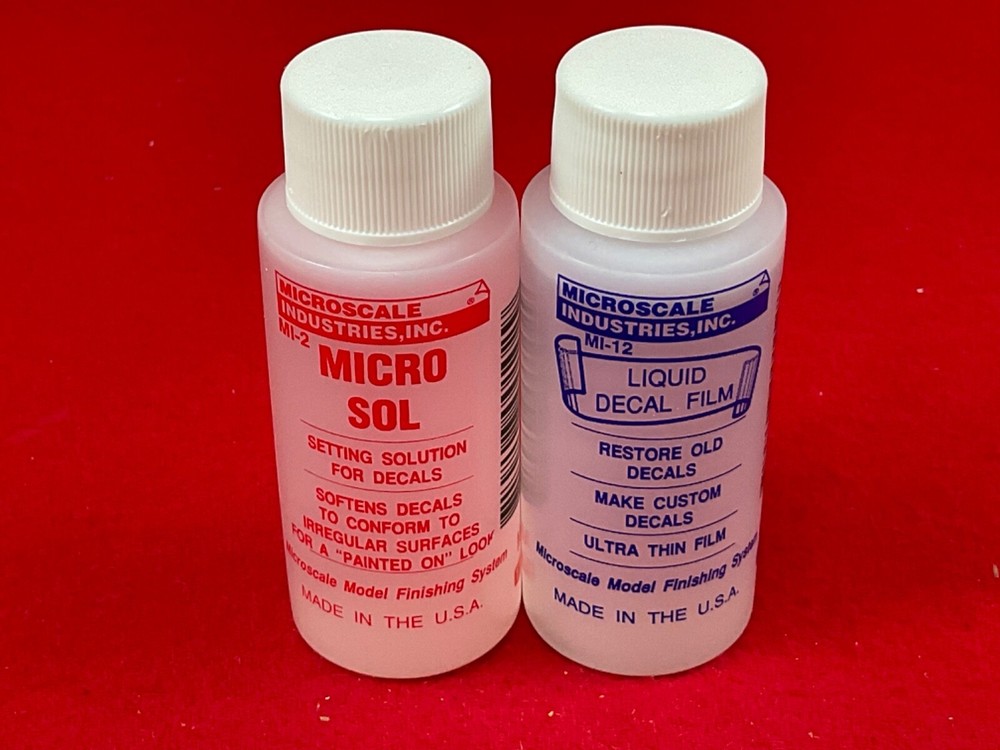 MICROSCALE ®
INDUSTRIES, INC.
MI-2
MICRO
SOL
SETTING SOLUTION
FOR DECALS
SOFTENS DECALS
TO CONFORM TO
IRREGULAR SURFACES
FOR A "PAINTED ON" LOOK
Microscale Model Finishing System
MADE IN THE U.S.A.
MICROSCALE ®
INDUSTRIES, INC.
MI-12
LIQUID
DECAL FILM
RESTORE OLD
DECALS
MAKE CUSTOM
DECALS
ULTRA THIN FILM
Microscale Model Finishing System
MADE IN THE U.S.A.